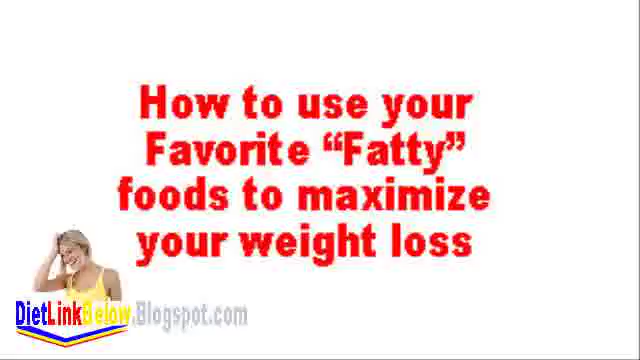 How to use your
Favorite “Fatty”
foods to maximize
your weight loss
DietLinkBelow.Blogspot.com